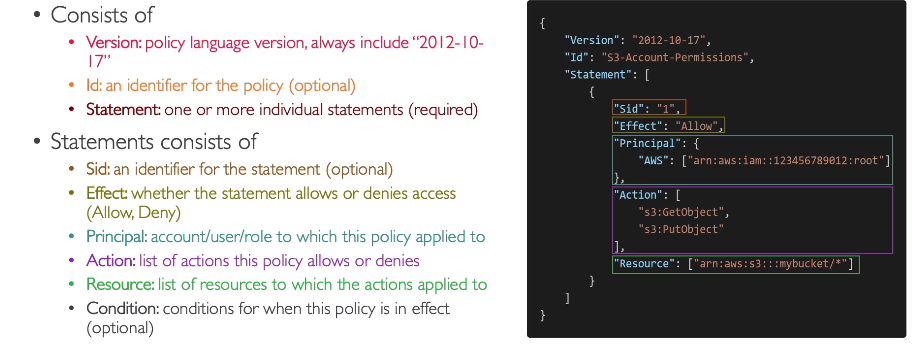 • Consists of
• Version: policy language version, always include “2012-10-
17”
• Id: an identifier for the policy (optional)
• Statement: one or more individual statements (required)
• Statements consists of
• Sid: an identifier for the statement (optional)
• Effect: whether the statement allows or denies access
(Allow, Deny)
• Principal: account/user/role to which this policy applied to
• Action: list of actions this policy allows or denies
• Resource: list of resources to which the actions applied to
• Condition: conditions for when this policy is in effect
(optional)
{
"Version": "2012-10-17",
"Id": "S3-Account-Permissions",
"Statement": [
{
"Sid": "1",
"Effect": "Allow",
"Principal": {
"AWS": ["arn:aws:iam::123456789012:root"]
},
"Action": [
"s3:GetObject",
"s3:PutObject"
],
"Resource": ["arn:aws:s3:::mybucket/*"]
}
]
}